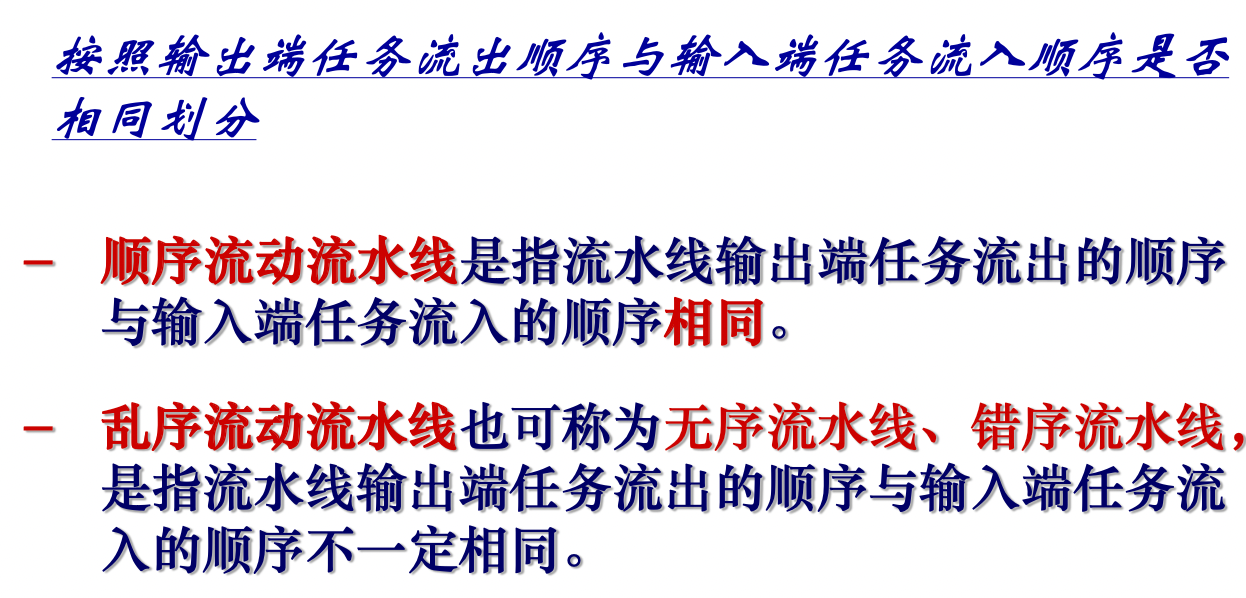 按照输出端任务流出顺序与输入端任务流入顺序是否
相同划分
– 顺序流动流水线是指流水线输出端任务流出的顺序
与输入端任务流入的顺序相同。
– 乱序流动流水线也可称为无序流水线、错序流水线，
是指流水线输出端任务流出的顺序与输入端任务流
入的顺序不一定相同。